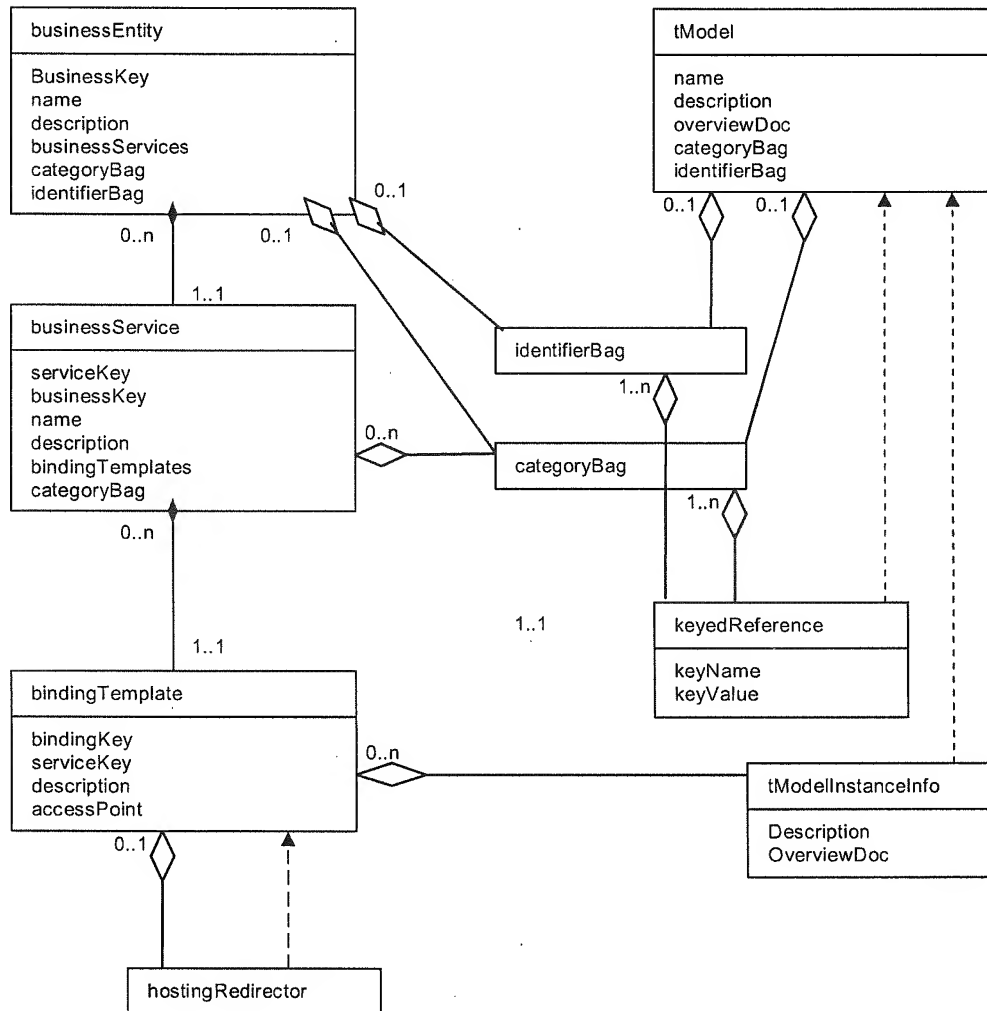 businessEntity
BusinessKey
name
description
businessServices
categoryBag
identifierBag
tModel
name
description
overviewDoc
categoryBag
identifierBag
0..1
0..n
0..1
0..1
0..1
1..1
businessService
serviceKey
businessKey
name
description
bindingTemplates
categoryBag
identifierBag
1..n
0..n
categoryBag
1..n
0..n
1..1
1..1
keyedReference
keyName
keyValue
bindingTemplate
bindingKey
serviceKey
description
accessPoint
0..n
tModelInstanceInfo
Description
OverviewDoc
0..1
hostingRedirector